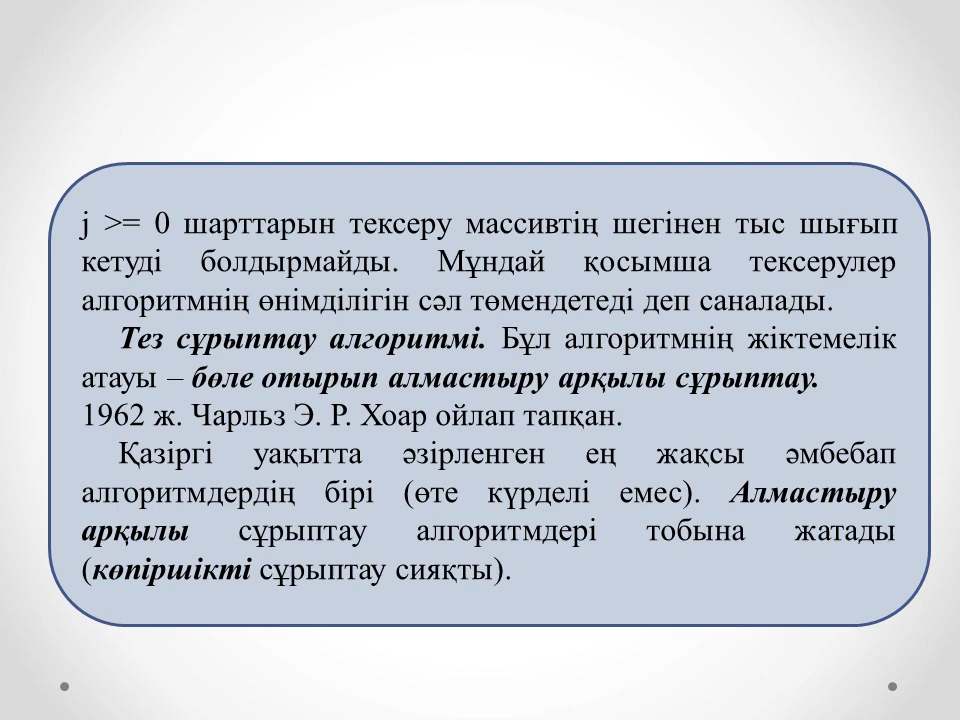 j >= 0 шарттарын тексеру массивтің шегінен тыс шығып
кетуді болдырмайды. Мұндай қосымша тексерулер
алгоритмнің өнімділігін сәл төмендетеді деп саналады.
Тез сұрыптау алгоритмі. Бұл алгоритмнің жіктемелік
атауы – бөле отырып алмастыру арқылы сұрыптау.
1962 ж. Чарльз Э. Р. Хоар ойлап тапқан.
Қазіргі уақытта әзірленген ең жақсы әмбебап
алгоритмдердің бірі (өте күрделі емес). Алмастыру
арқылы сұрыптау алгоритмдері тобына жатады
(көпіршікті сұрыптау сияқты).